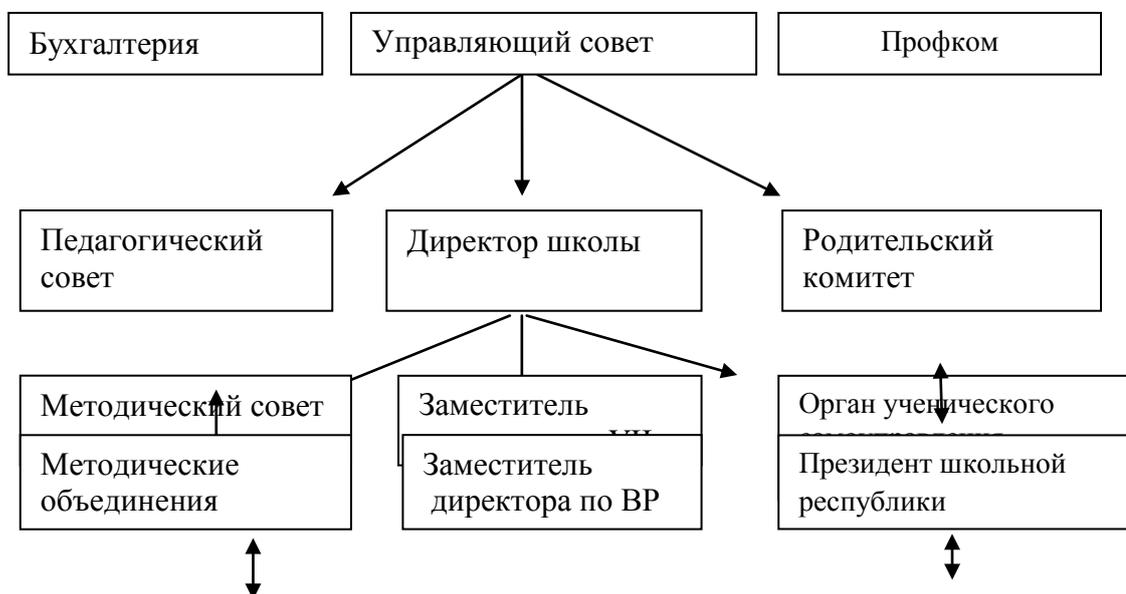 Бухгалтерия
Управляющий совет
Профком
Педагогический
совет
Директор школы
Родительский
комитет
Методический совет
Заместитель
Орган ученического
Методические
объединения
Заместитель
директора по ВР
Президент школьной
республики